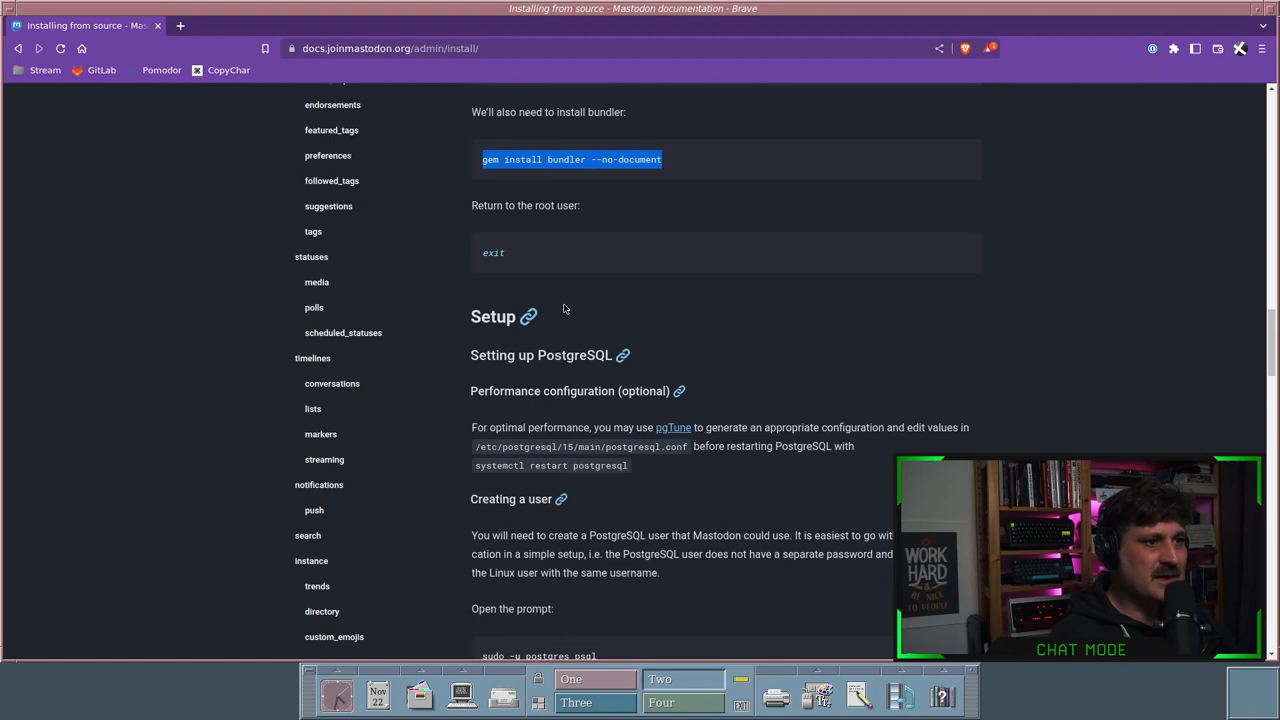 Installing from source - Mastodon documentation - Brave
Installing from source - Mas
docs.joinmastodon.org/admin/install/
Stream
GitLab
Pomodor
CopyChar
endorsements
featured_tags
preferences
followed_tags
suggestions
tags
statuses
media
polls
scheduled_statuses
timelines
conversations
lists
markers
streaming
notifications
push
search
instance
trends
directory
custom_emojis
We'll also need to install bundler:
gem install bundler --no-document
Return to the root user:
exit
Setup
Setting up PostgreSQL
Performance configuration (optional)
For optimal performance, you may use pgTune to generate an appropriate configuration and edit values in
/etc/postgresql/15/main/postgresql.conf before restarting PostgreSQL with
systemctl restart postgresql
Creating a user
You will need to create a PostgreSQL user that Mastodon could use. It is easiest to go wit
cation in a simple setup, i.e. the PostgreSQL user does not have a separate password and
the Linux user with the same username.
Open the prompt:
sudo -u postgres psql
WORK
HARD
& BE NICE
TO PEOPLE
CHAT MODE
Nov
22
One
Two
Three
Four
EXIT